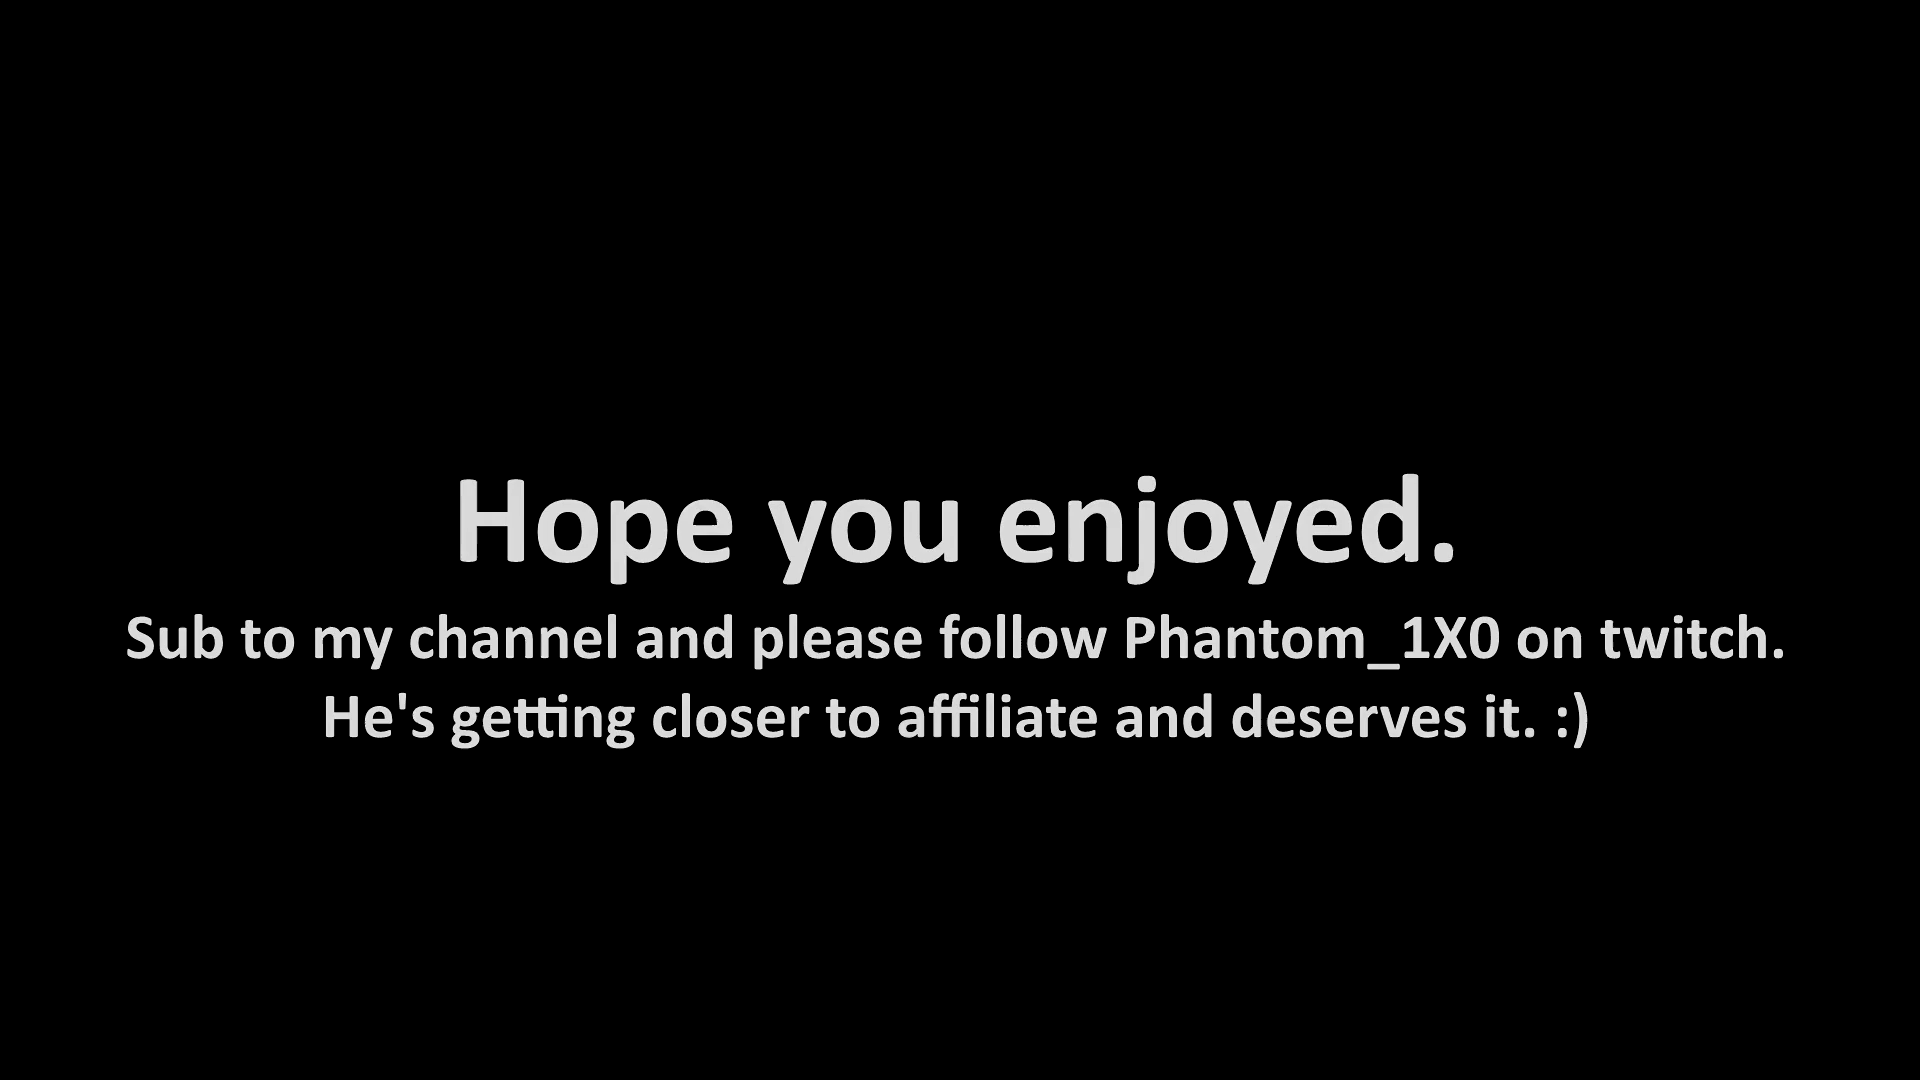 Hope you enjoyed.
Sub to my channel and please follow Phantom_1X0 on twitch.
He's getting closer to affiliate and deserves it. :)